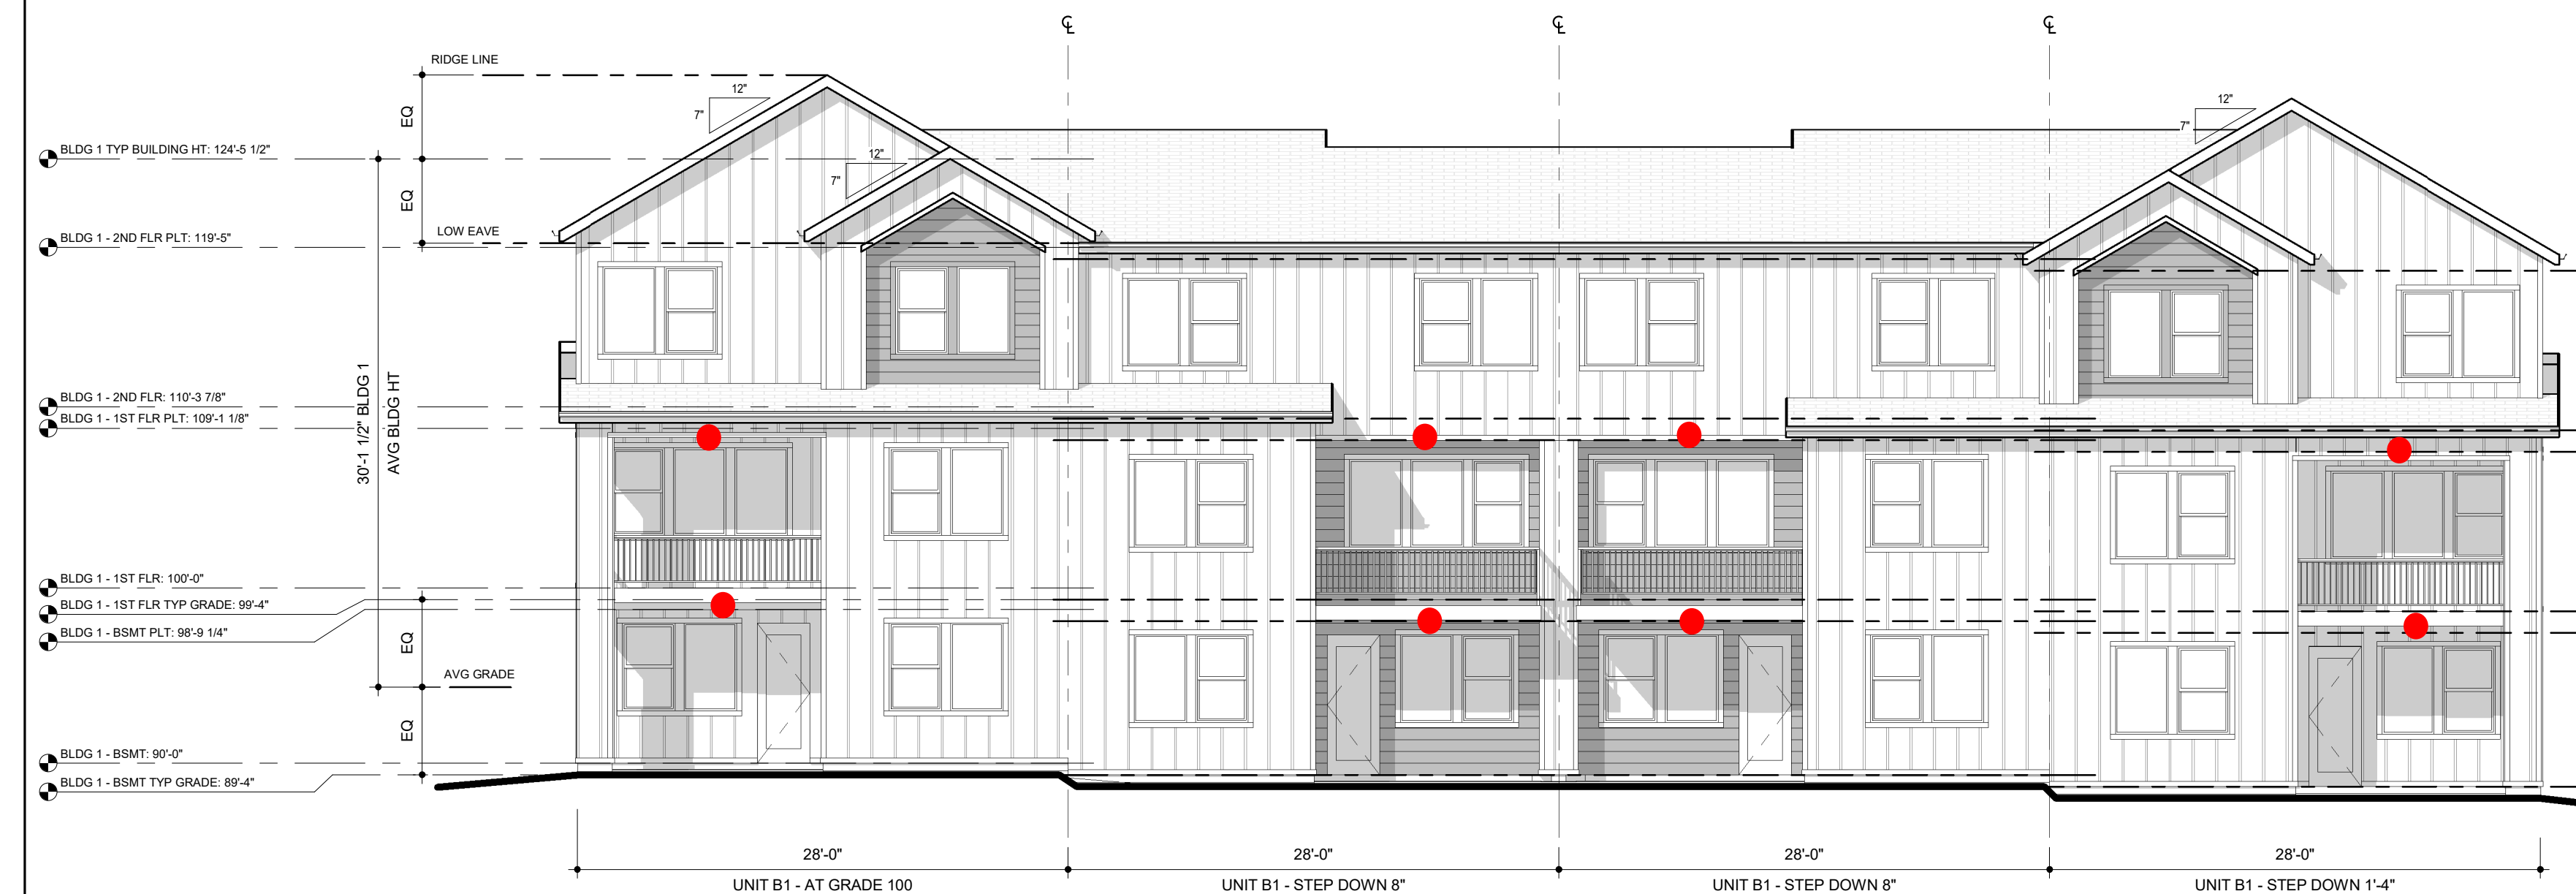 ℄
℄
℄
RIDGE LINE
12"
7"
EQ
12"
7"
BLDG 1 TYP BUILDING HT: 124'-5 1/2"
12"
7"
EQ
LOW EAVE
BLDG 1 - 2ND FLR PLT: 119'-5"
30'-1 1/2" BLDG 1
AVG BLDG HT
BLDG 1 - 2ND FLR: 110'-3 7/8"
BLDG 1 - 1ST FLR PLT: 109'-1 1/8"
BLDG 1 - 1ST FLR: 100'-0"
BLDG 1 - 1ST FLR TYP GRADE: 99'-4"
BLDG 1 - BSMT PLT: 98'-9 1/4"
EQ
AVG GRADE
EQ
BLDG 1 - BSMT: 90'-0"
BLDG 1 - BSMT TYP GRADE: 89'-4"
28'-0"
28'-0"
28'-0"
28'-0"
UNIT B1 - AT GRADE 100
UNIT B1 - STEP DOWN 8"
UNIT B1 - STEP DOWN 8"
UNIT B1 - STEP DOWN 1'-4"